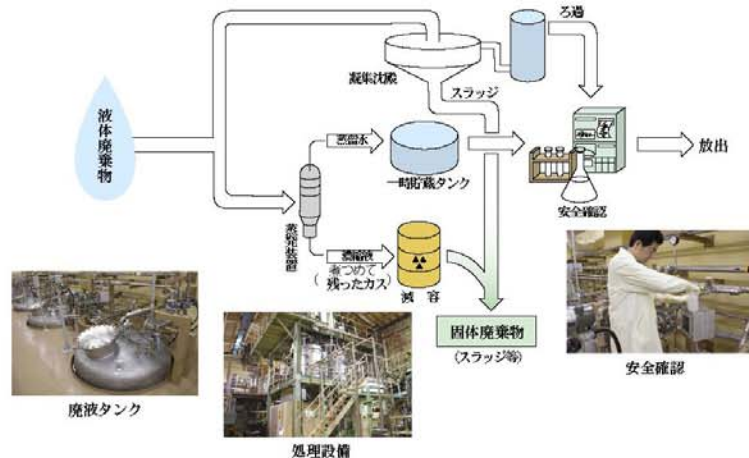 ろ過
凝集沈殿
スラッジ
液体廃棄物
蒸留水
一時貯蔵タンク
放出
安全確認
蒸発装置
濃縮液
(煮つめて
残ったカス)
減容
固体廃棄物
(スラッジ等)
廃液タンク
処理設備
安全確認